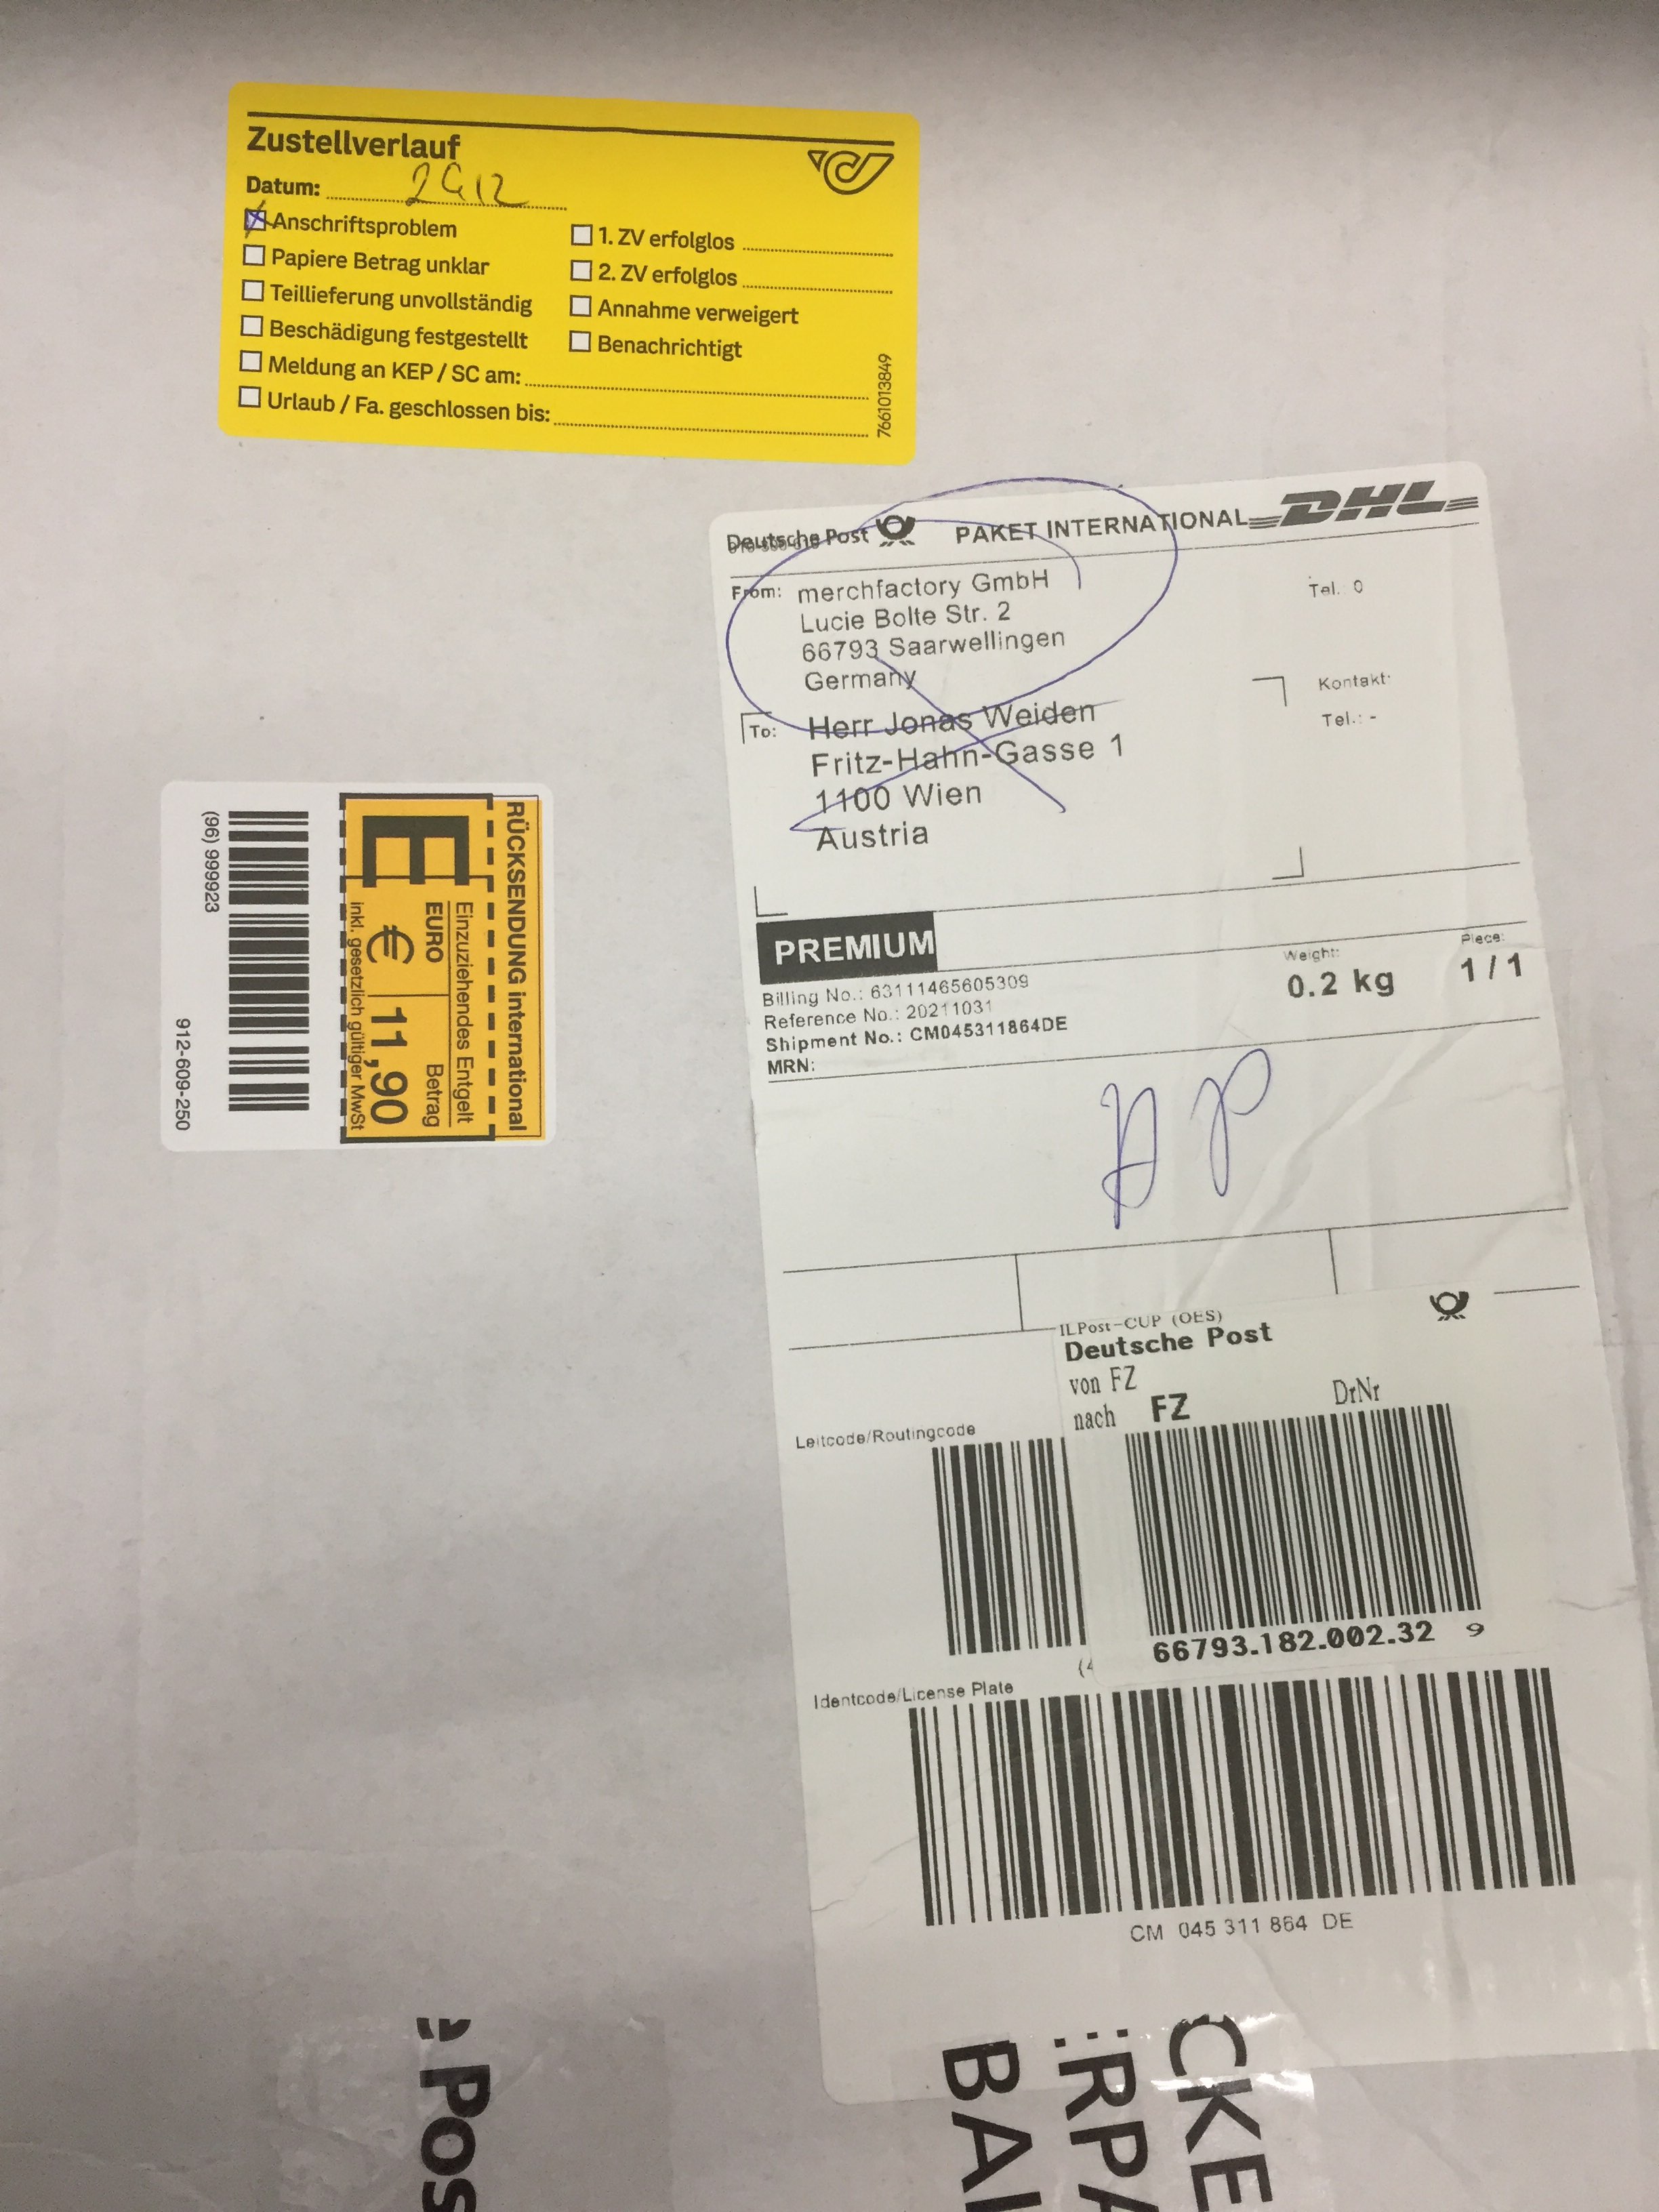 Zustellverlauf
Datum: 2912
Anschriftsproblem
Papiere Betrag unklar
Teillieferung unvollständig
Beschädigung festgestellt
Meldung an KEP / SC am:
Urlaub / Fa. geschlossen bis:
1. ZV erfolglos
2. ZV erfolglos
Annahme verweigert
Benachrichtigt
7661013849
Deutsche Post
PAKET INTERNATIONAL
DHL
From: merchfactory GmbH
Lucie Bolte Str. 2
66793 Saarwellingen
Germany
Tel.: 0
To: Herr Jonas Weiden
Fritz-Hahn-Gasse 1
1100 Wien
Austria
Kontakt:
Tel.: -
PREMIUM
Weight:
0.2 kg
Piece:
1 / 1
Billing No.: 63111465605309
Reference No.: 20211031
Shipment No.: CM045311864DE
MRN:
ILPost-CUP (OES)
Deutsche Post
von FZ
nach FZ
DrNr
Leitcode/Routingcode
66793.182.002.32 9
(4
Identcode/License Plate
CM 045 311 864 DE
RÜCKSENDUNG international
E
Einzuziehendes Entgelt
EURO
Betrag
€ 11,90
inkl. gesetzlich gültiger MwSt
(96) 999923
912-609-250
POS
CKE
RPA
BAI